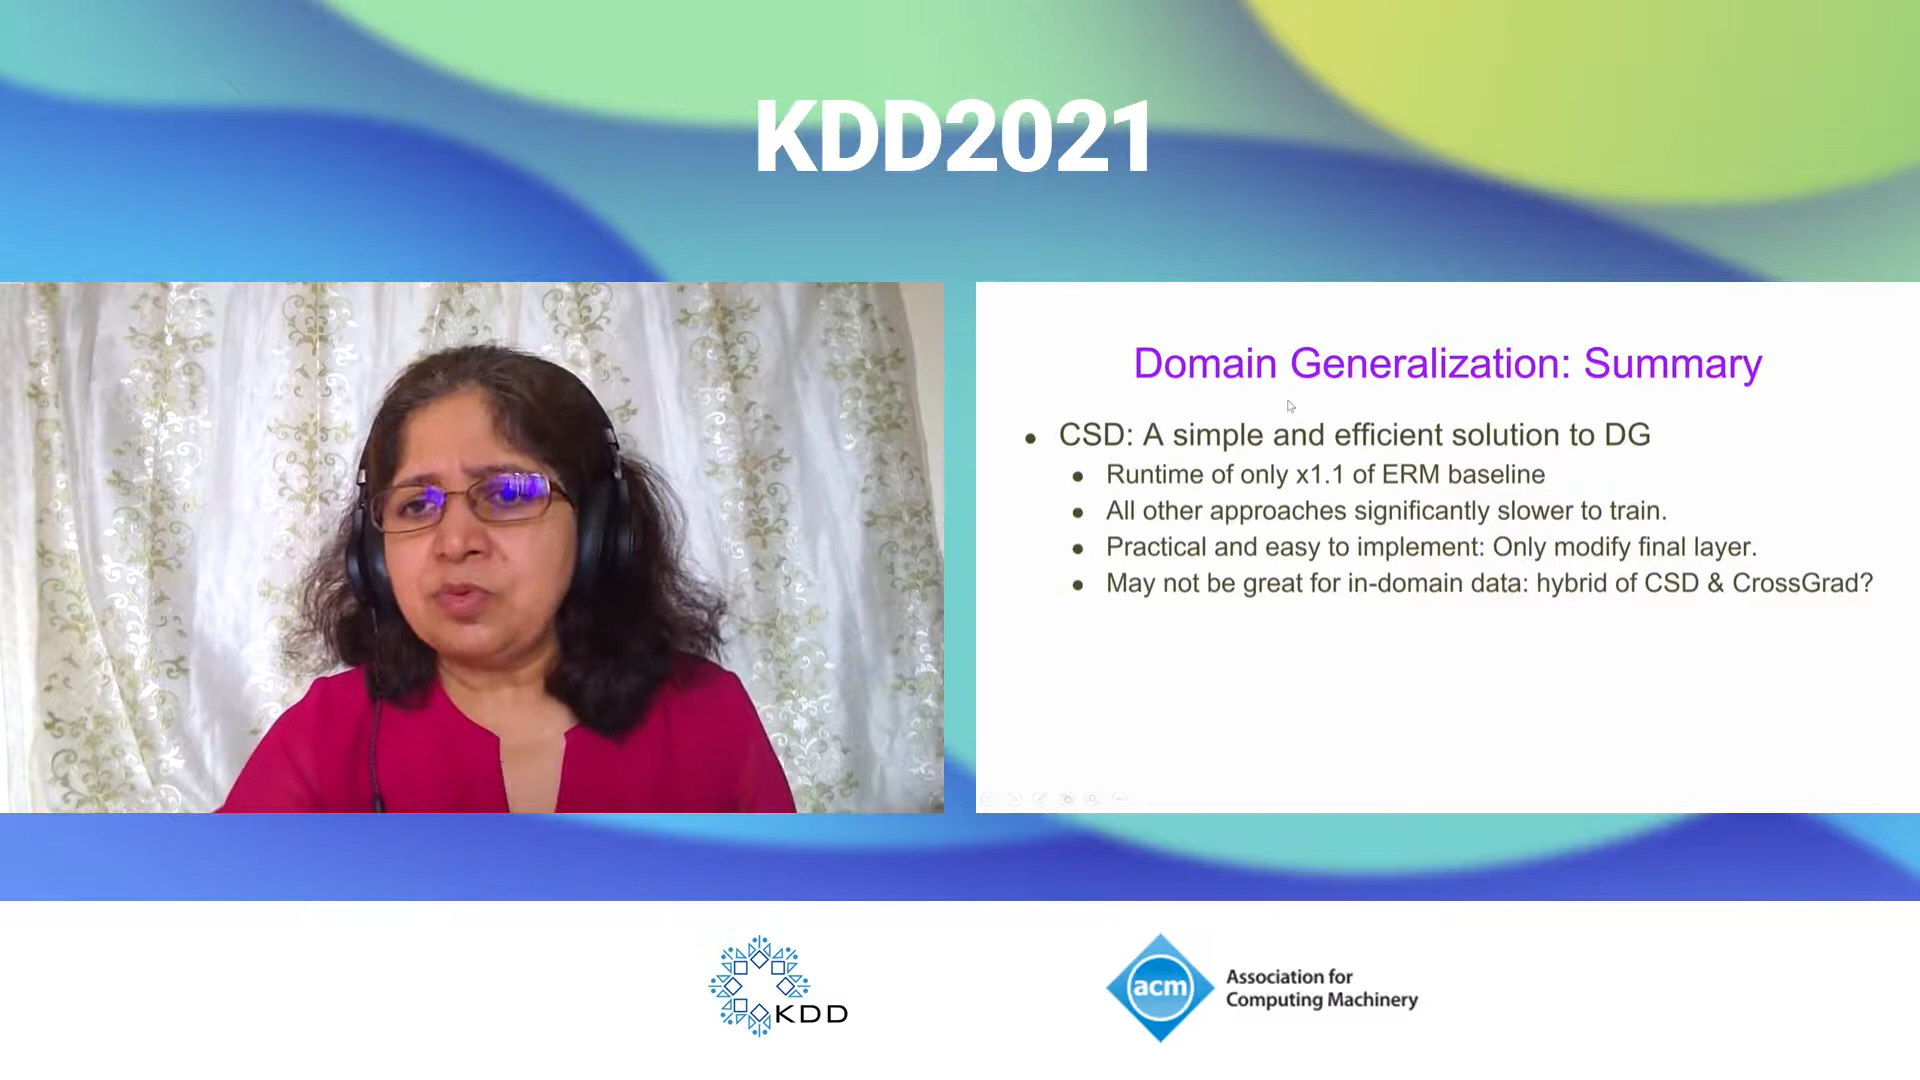 KDD2021
Domain Generalization: Summary
• CSD: A simple and efficient solution to DG
• Runtime of only x1.1 of ERM baseline
• All other approaches significantly slower to train.
• Practical and easy to implement: Only modify final layer.
• May not be great for in-domain data: hybrid of CSD & CrossGrad?
KDD
acm
Association for
Computing Machinery